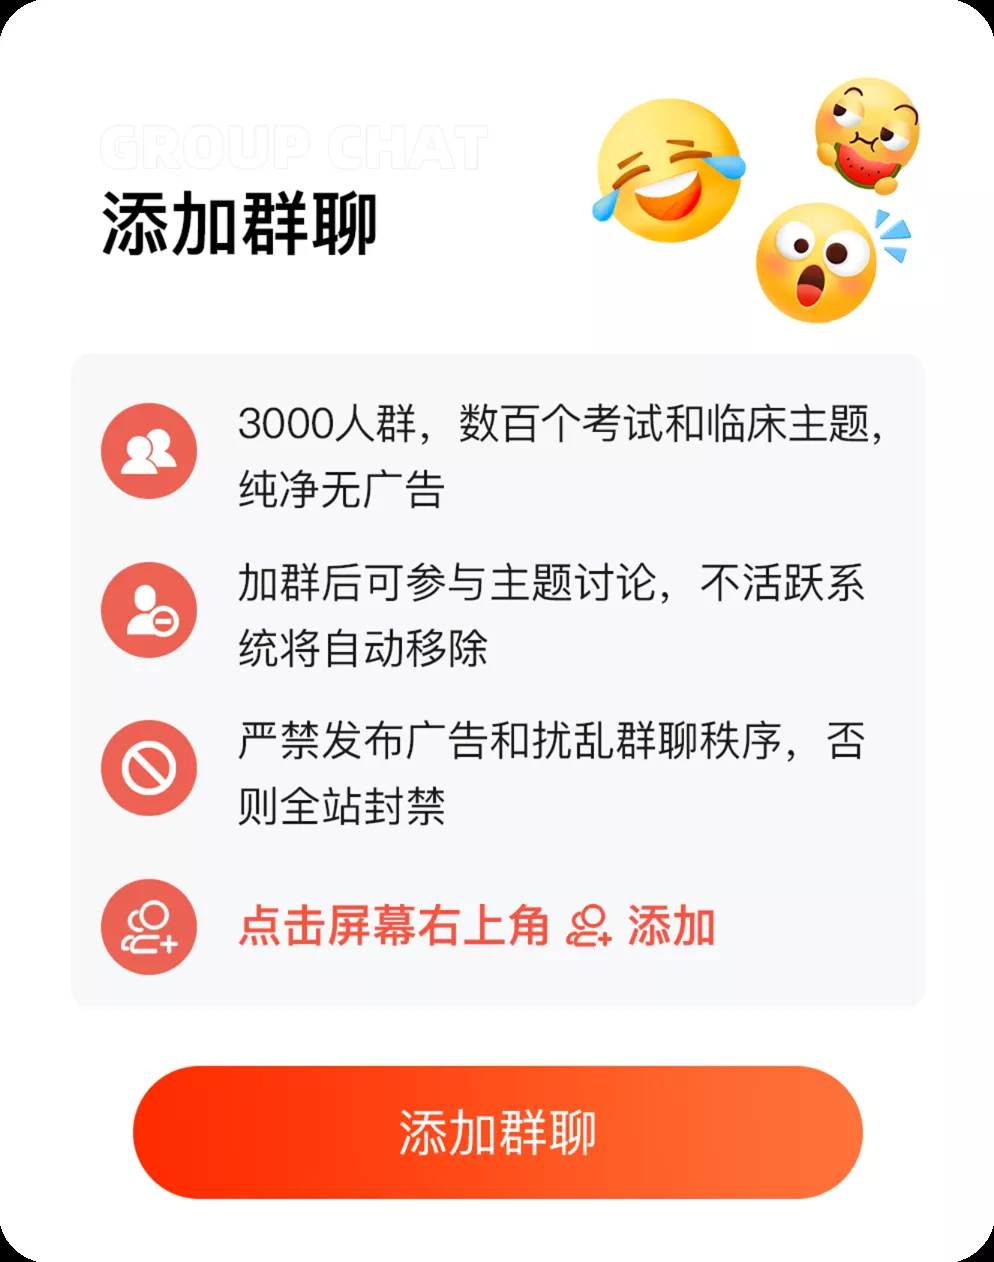 GROUP CHAT
添加群聊
3000人群，数百个考试和临床主题，
纯净无广告
加群后可参与主题讨论，不活跃系
统将自动移除
严禁发布广告和扰乱群聊秩序，否
则全站封禁
点击屏幕右上角 添加
添加群聊